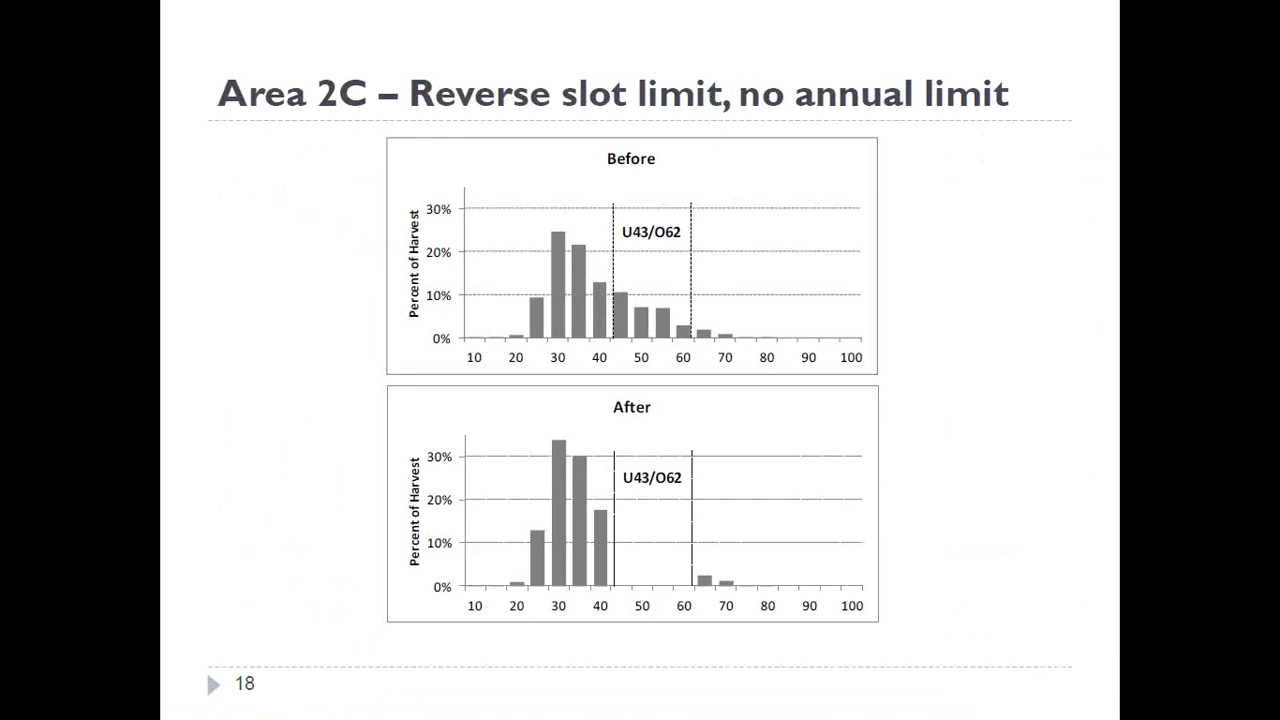 Area 2C – Reverse slot limit, no annual limit
Before
Percent of Harvest
30%
20%
10%
0%
U43/O62
10 20 30 40 50 60 70 80 90 100
After
Percent of Harvest
30%
20%
10%
0%
U43/O62
10 20 30 40 50 60 70 80 90 100
18